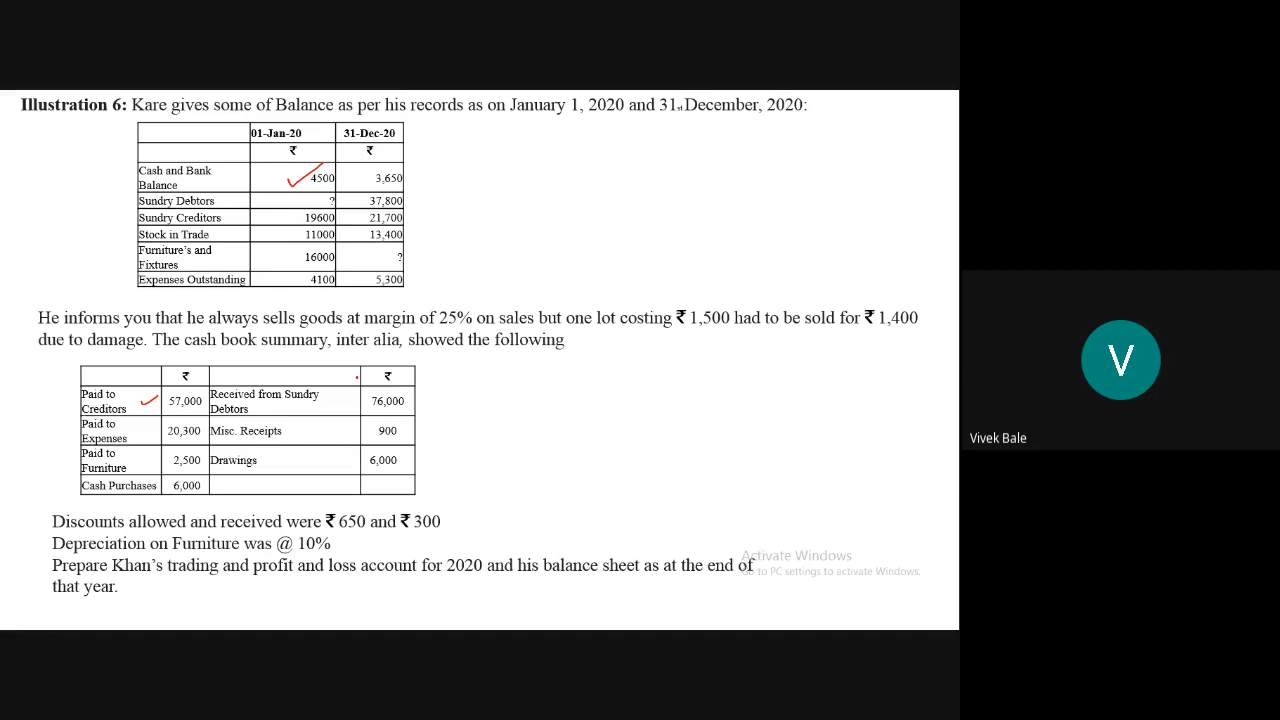 Illustration 6: Kare gives some of Balance as per his records as on January 1, 2020 and 31st December, 2020:
01-Jan-20 31-Dec-20
₹ ₹
Cash and Bank
Balance 4500 3,650
Sundry Debtors ? 37,800
Sundry Creditors 19600 21,700
Stock in Trade 11000 13,400
Furniture's and
Fixtures 16000 ?
Expenses Outstanding 4100 5,300
He informs you that he always sells goods at margin of 25% on sales but one lot costing ₹ 1,500 had to be sold for ₹ 1,400
due to damage. The cash book summary, inter alia, showed the following
₹ ₹
Paid to
Creditors 57,000 Received from Sundry
Debtors 76,000
Paid to
Expenses 20,300 Misc. Receipts 900
Paid to
Furniture 2,500 Drawings 6,000
Cash Purchases 6,000
Discounts allowed and received were ₹ 650 and ₹ 300
Depreciation on Furniture was @ 10%
Prepare Khan's trading and profit and loss account for 2020 and his balance sheet as at the end of
that year.
Activate Windows
Go to PC settings to activate Windows.
V
Vivek Bale